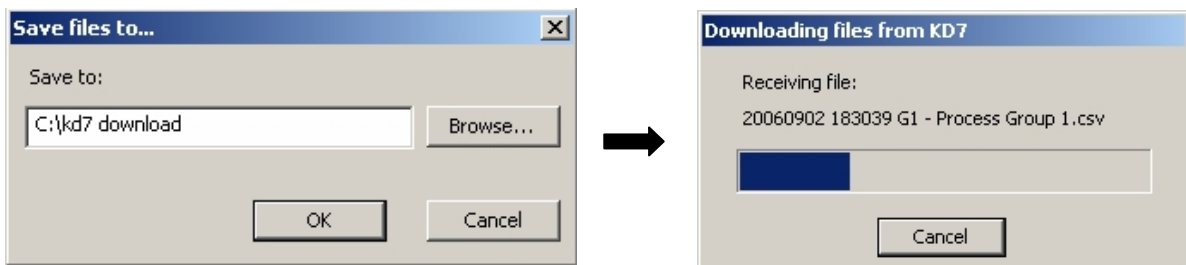 Save files to...
Save to:
C:\kd7 download
Browse...
OK
Cancel
Downloading files from KD7
Receiving file:
20060902 183039 G1 - Process Group 1.csv
Cancel